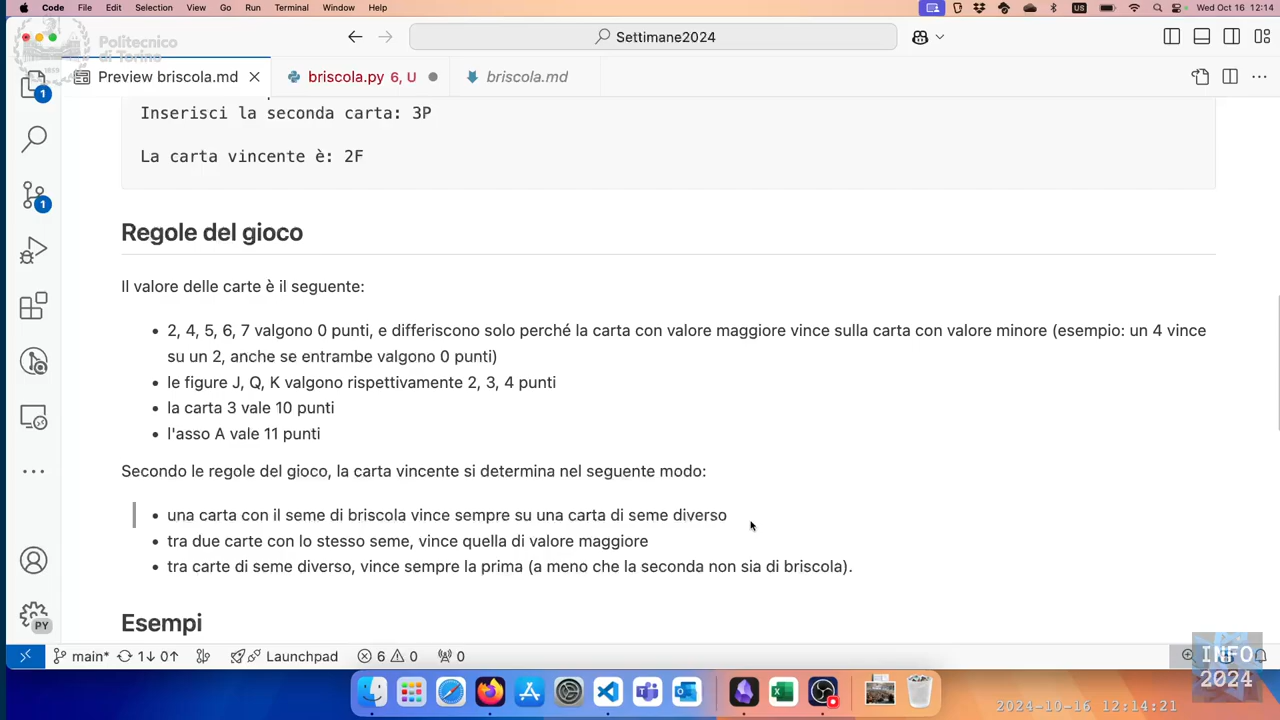 Code File Edit Selection View Go Run Terminal Window Help US Wed Oct 16 12:14
Politecnico
di Torino
Settimane2024
Preview briscola.md briscola.py 6, U briscola.md
1
Inserisci la seconda carta: 3P
La carta vincente è: 2F
1
Regole del gioco
Il valore delle carte è il seguente:
• 2, 4, 5, 6, 7 valgono 0 punti, e differiscono solo perché la carta con valore maggiore vince sulla carta con valore minore (esempio: un 4 vince
su un 2, anche se entrambe valgono 0 punti)
• le figure J, Q, K valgono rispettivamente 2, 3, 4 punti
• la carta 3 vale 10 punti
• l'asso A vale 11 punti
Secondo le regole del gioco, la carta vincente si determina nel seguente modo:
• una carta con il seme di briscola vince sempre su una carta di seme diverso
• tra due carte con lo stesso seme, vince quella di valore maggiore
• tra carte di seme diverso, vince sempre la prima (a meno che la seconda non sia di briscola).
Esempi
PY
main* 1↓ 0↑ Launchpad 6 0 0
INFO
2024
2024-10-16 12:14:21